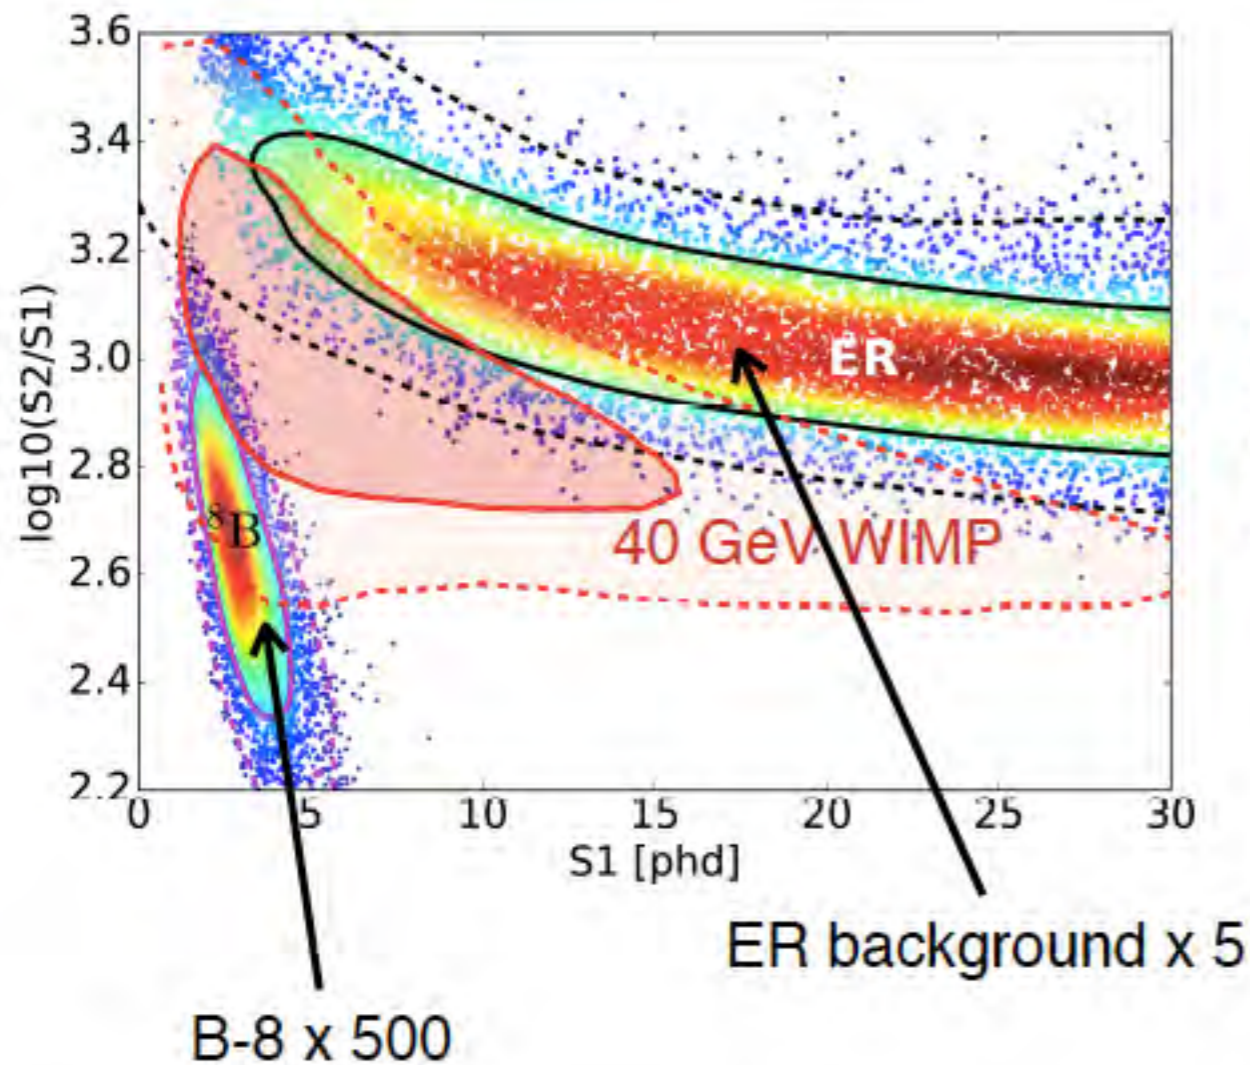 3.6
3.4
3.2
3.0
2.8
2.6
2.4
2.2
log10(S2/S1)
ER
⁸B
40 GeV WIMP
0 5 10 15 20 25 30
S1 [phd]
ER background x 5
B-8 x 500